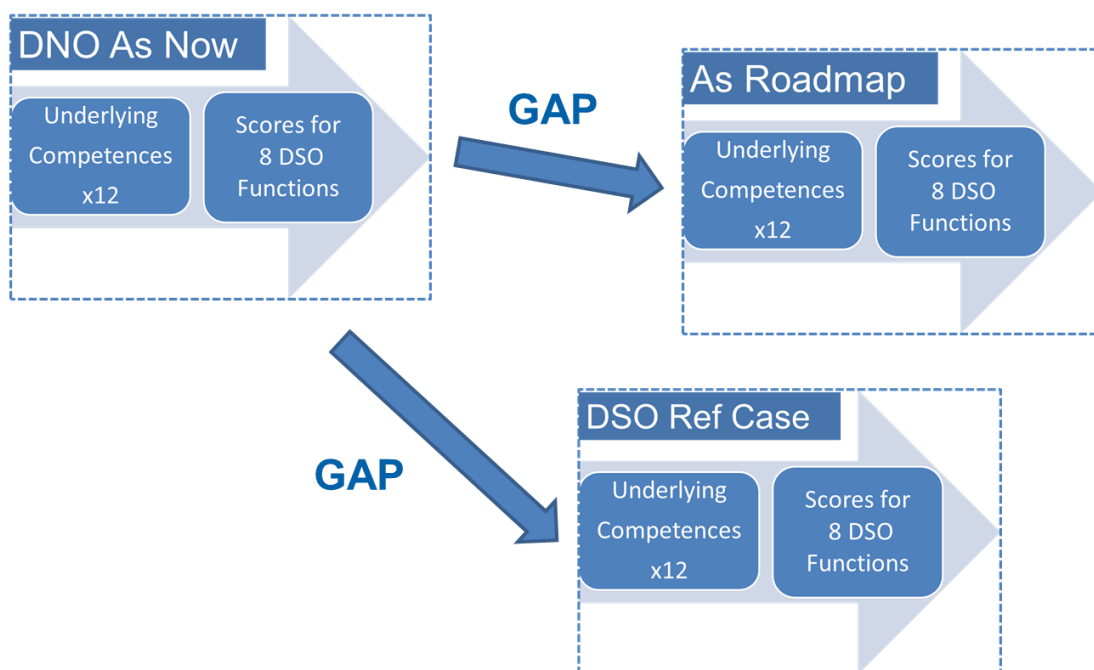 DNO As Now
Underlying
Competences
x12
Scores for
8 DSO
Functions
GAP
As Roadmap
Underlying
Competences
x12
Scores for
8 DSO
Functions
GAP
DSO Ref Case
Underlying
Competences
x12
Scores for
8 DSO
Functions